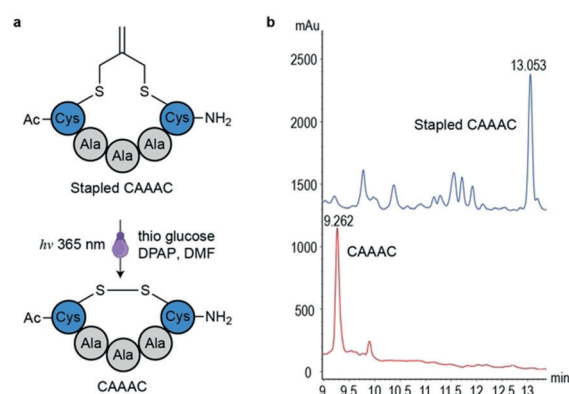 a
Ac Cys Ala Ala Ala Cys NH₂
S S
Stapled CAAAC
hv 365 nm
thio glucose
DPAP, DMF
S S
Ac Cys Ala Ala Ala Cys NH₂
CAAAC
b
mAu
2500
2000
1500
1000
500
0
13.053
Stapled CAAAC
9.262
CAAAC
9 9.5 10 10.5 11 11.5 12 12.5 13 min